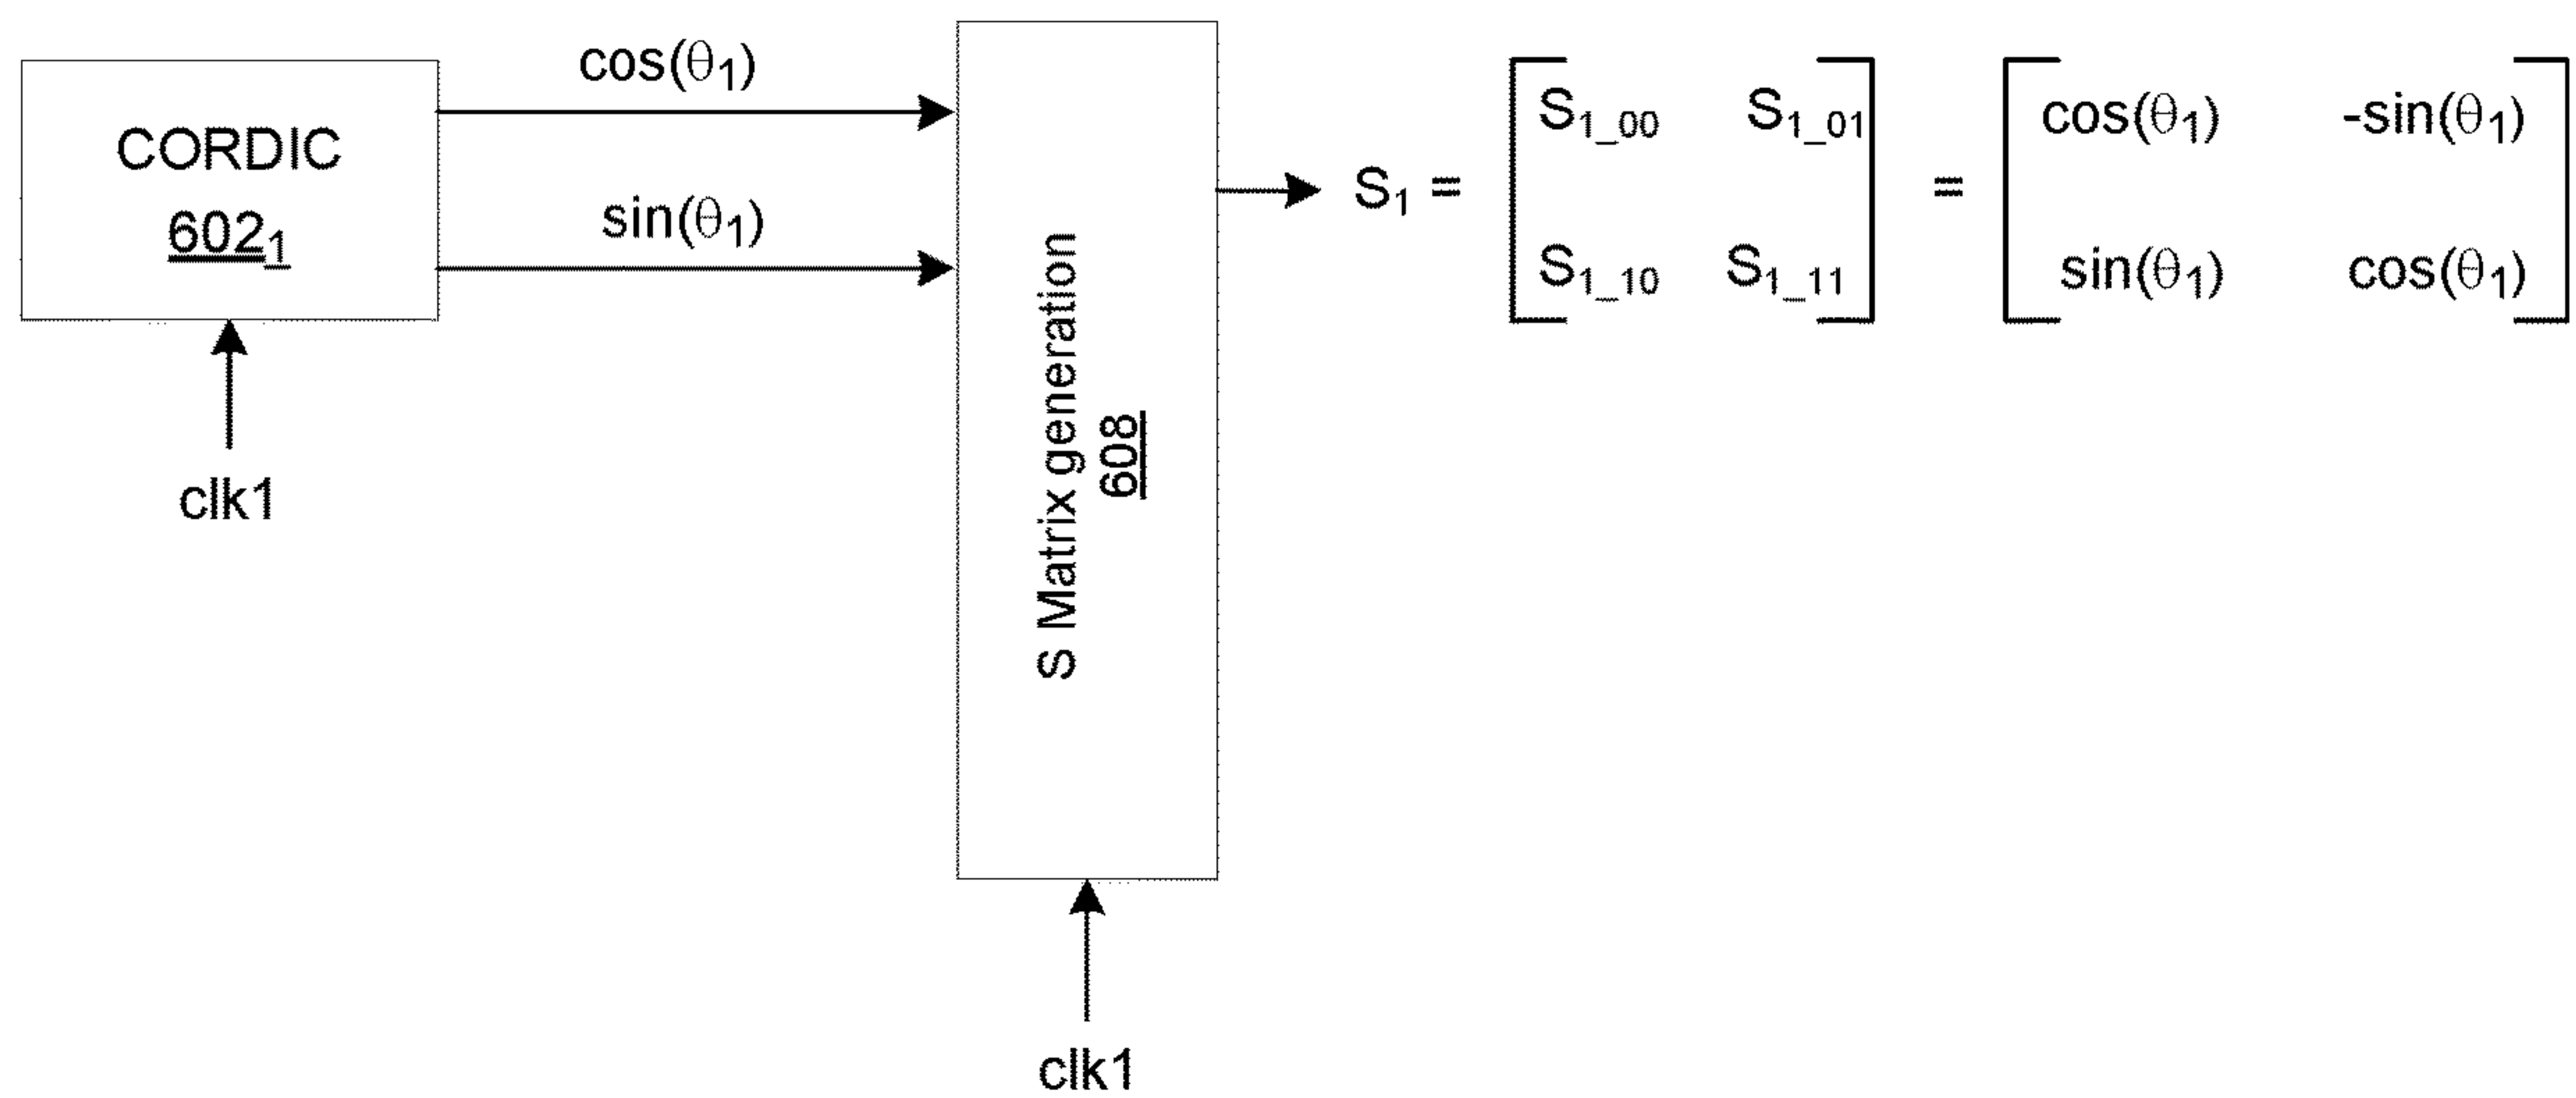 CORDIC
602₁
cos(θ₁)
sin(θ₁)
clk1
S Matrix generation
608
clk1
S₁ =
S₁_₀₀ S₁_₀₁
S₁_₁₀ S₁_₁₁
=
cos(θ₁) -sin(θ₁)
sin(θ₁) cos(θ₁)